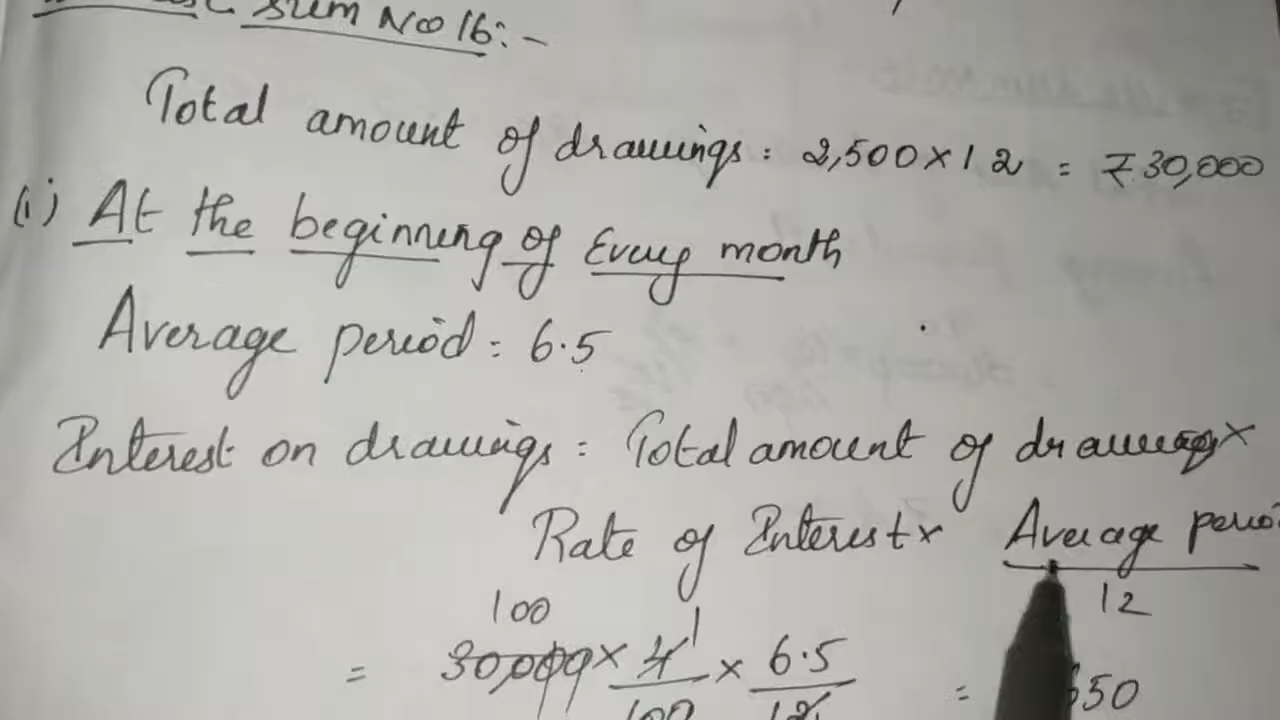 Sum No 16:-
Total amount of drawings: 2,500 × 12 = ₹30,000
(i) At the beginning of Every month
Average period: 6.5
Interest on drawings: Total amount of drawings ×
Rate of Interest × Average period
12
100
= 30,000 × 4 1 × 6.5
100 12
= 650